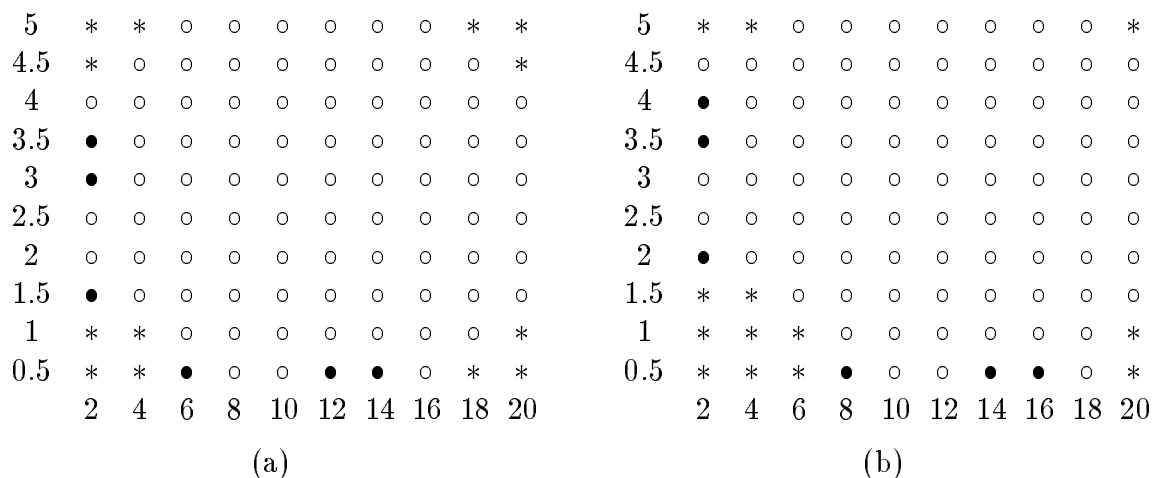 5 ∗ ∗ ○ ○ ○ ○ ○ ○ ∗ ∗ 5 ∗ ∗ ○ ○ ○ ○ ○ ○ ○ ∗
4.5 ∗ ○ ○ ○ ○ ○ ○ ○ ○ ∗ 4.5 ○ ○ ○ ○ ○ ○ ○ ○ ○ ○
4 ○ ○ ○ ○ ○ ○ ○ ○ ○ ○ 4 ● ○ ○ ○ ○ ○ ○ ○ ○ ○
3.5 ● ○ ○ ○ ○ ○ ○ ○ ○ ○ 3.5 ● ○ ○ ○ ○ ○ ○ ○ ○ ○
3 ● ○ ○ ○ ○ ○ ○ ○ ○ ○ 3 ○ ○ ○ ○ ○ ○ ○ ○ ○ ○
2.5 ○ ○ ○ ○ ○ ○ ○ ○ ○ ○ 2.5 ○ ○ ○ ○ ○ ○ ○ ○ ○ ○
2 ○ ○ ○ ○ ○ ○ ○ ○ ○ ○ 2 ● ○ ○ ○ ○ ○ ○ ○ ○ ○
1.5 ● ○ ○ ○ ○ ○ ○ ○ ○ ○ 1.5 ∗ ∗ ○ ○ ○ ○ ○ ○ ○ ○
1 ∗ ∗ ○ ○ ○ ○ ○ ○ ○ ∗ 1 ∗ ∗ ∗ ○ ○ ○ ○ ○ ○ ∗
0.5 ∗ ∗ ● ○ ○ ● ● ○ ∗ ∗ 0.5 ∗ ∗ ∗ ● ○ ○ ● ● ○ ∗
2 4 6 8 10 12 14 16 18 20 2 4 6 8 10 12 14 16 18 20
(a) (b)